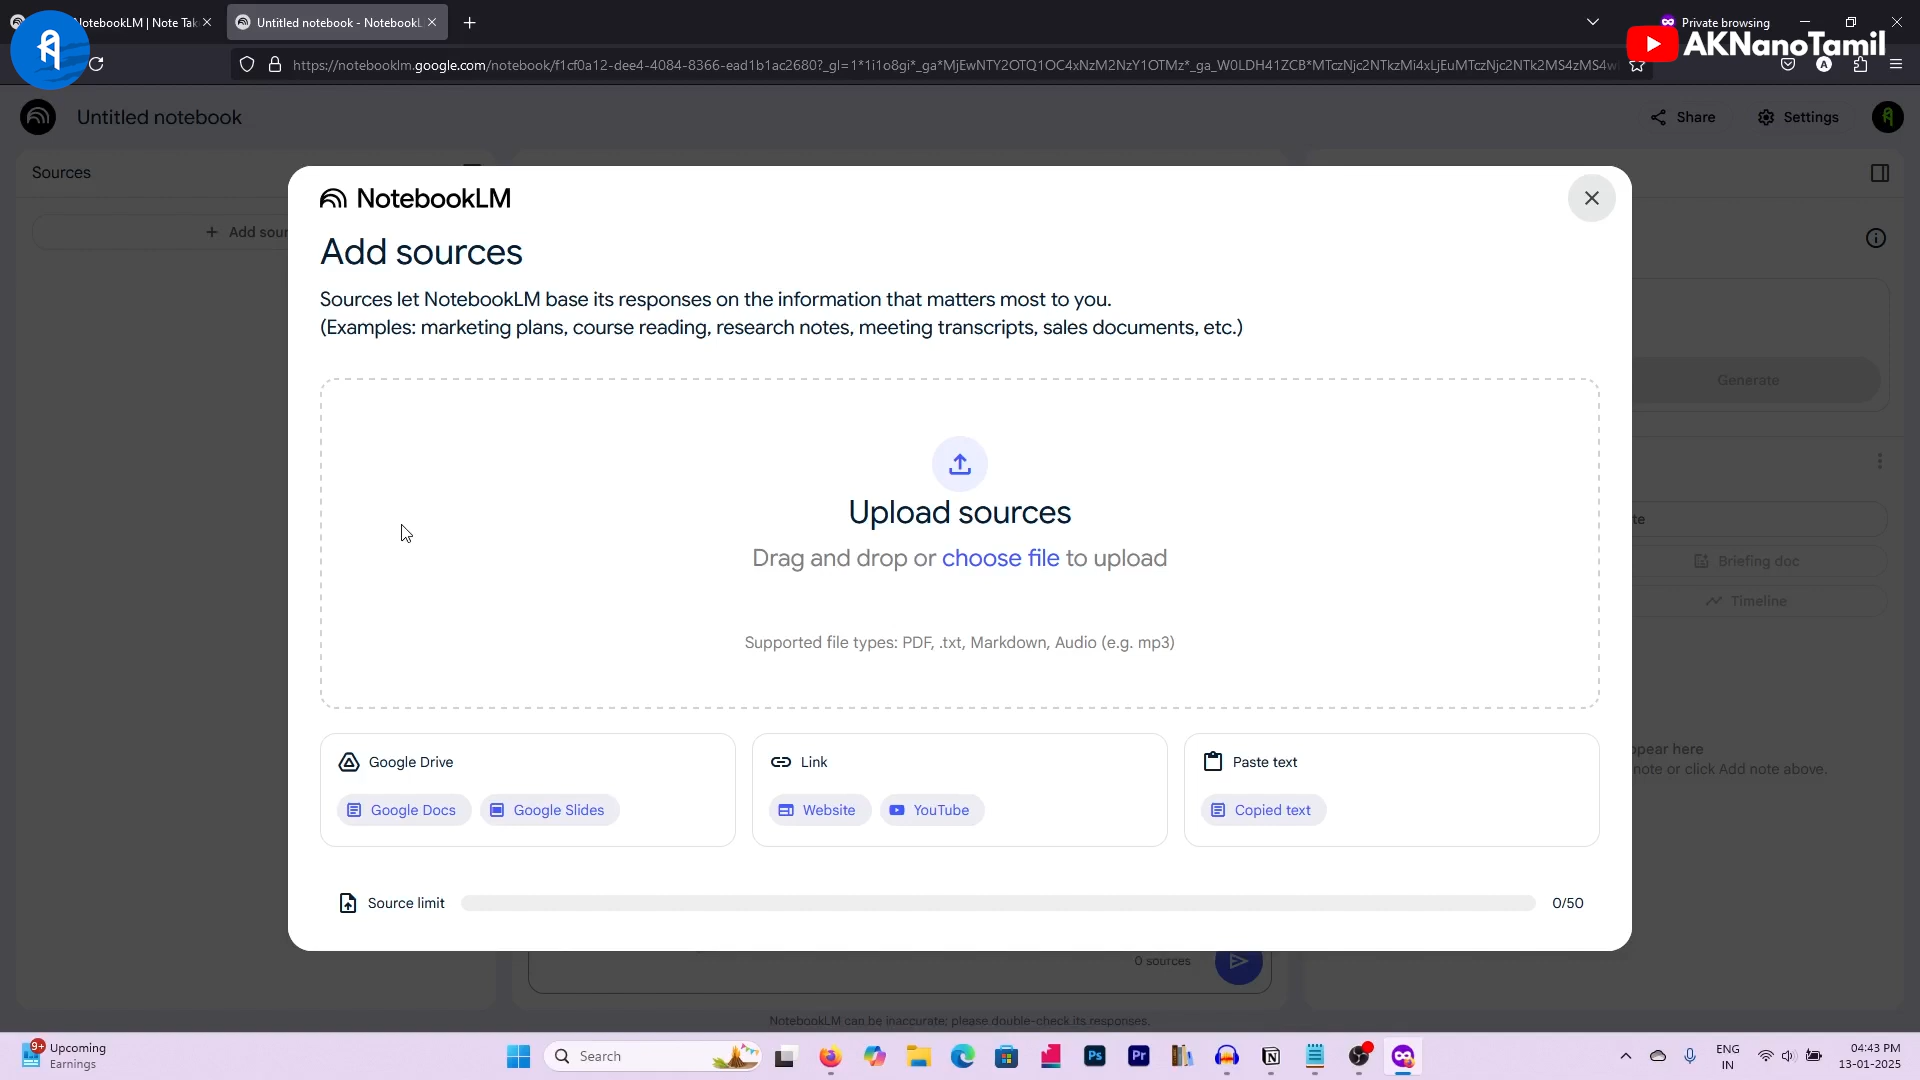 NotebookLM | Note Tak
Untitled notebook - NotebookL
Private browsing
AKNanoTamil
https://notebooklm.google.com/notebook/f1cf0a12-dee4-4084-8366-ead1b1ac2680?_gl=1*1i1o8gi*_ga*MjEwNTY2OTQ1OC4xNzM2NzY1OTMz*_ga_W0LDH41ZCB*MTczNjc2NTkzMi4xLjEuMTczNjc2NTk2MS4zMS4w
Untitled notebook
Share
Settings
Sources
+ Add sour
NotebookLM
Add sources
Sources let NotebookLM base its responses on the information that matters most to you.
(Examples: marketing plans, course reading, research notes, meeting transcripts, sales documents, etc.)
Generate
Upload sources
Drag and drop or choose file to upload
Supported file types: PDF, .txt, Markdown, Audio (e.g. mp3)
te
Briefing doc
Timeline
ppear here
note or click Add note above.
Google Drive
Google Docs
Google Slides
Link
Website
YouTube
Paste text
Copied text
Source limit
0/50
0 sources
NotebookLM can be inaccurate; please double-check its responses.
9+
Upcoming
Earnings
Search
Ps
Pr
ENG
IN
04:43 PM
13-01-2025